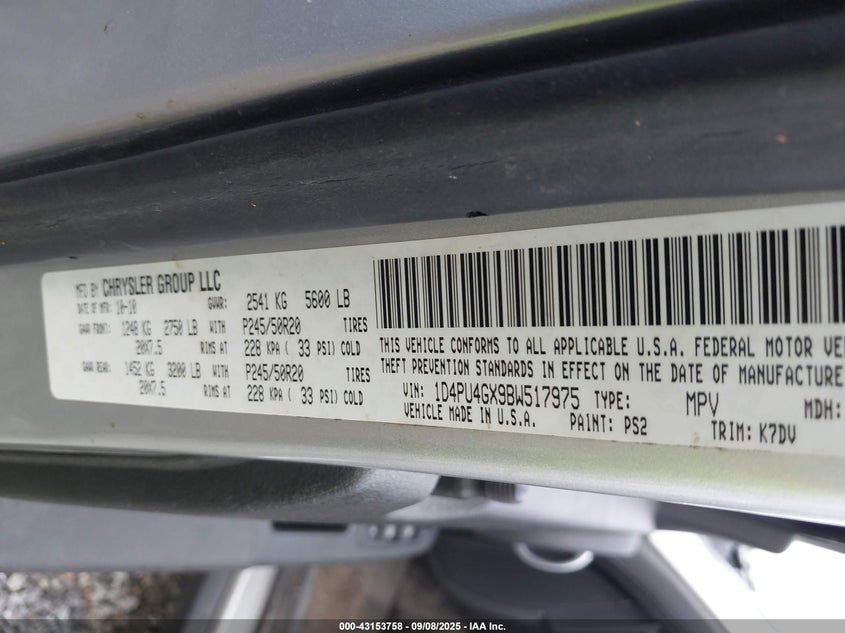 MFD BY CHRYSLER GROUP LLC
DATE OF MFR: 10-10 GVWR: 2541 KG 5600 LB
GAWR FRONT: 1248 KG 2750 LB WITH P245/50R20 TIRES
20X7.5 RIMS AT 228 KPA ( 33 PSI) COLD
GAWR REAR: 1452 KG 3200 LB WITH P245/50R20 TIRES
20X7.5 RIMS AT 228 KPA ( 33 PSI) COLD
THIS VEHICLE CONFORMS TO ALL APPLICABLE U.S.A. FEDERAL MOTOR VE
THEFT PREVENTION STANDARDS IN EFFECT ON THE DATE OF MANUFACTURE
VIN: 1D4PU4GX9BW517975 TYPE: MPV MDH:
VEHICLE MADE IN U.S.A. PAINT: PS2 TRIM: K7DV
000-43153758 - 09/08/2025 - IAA Inc.